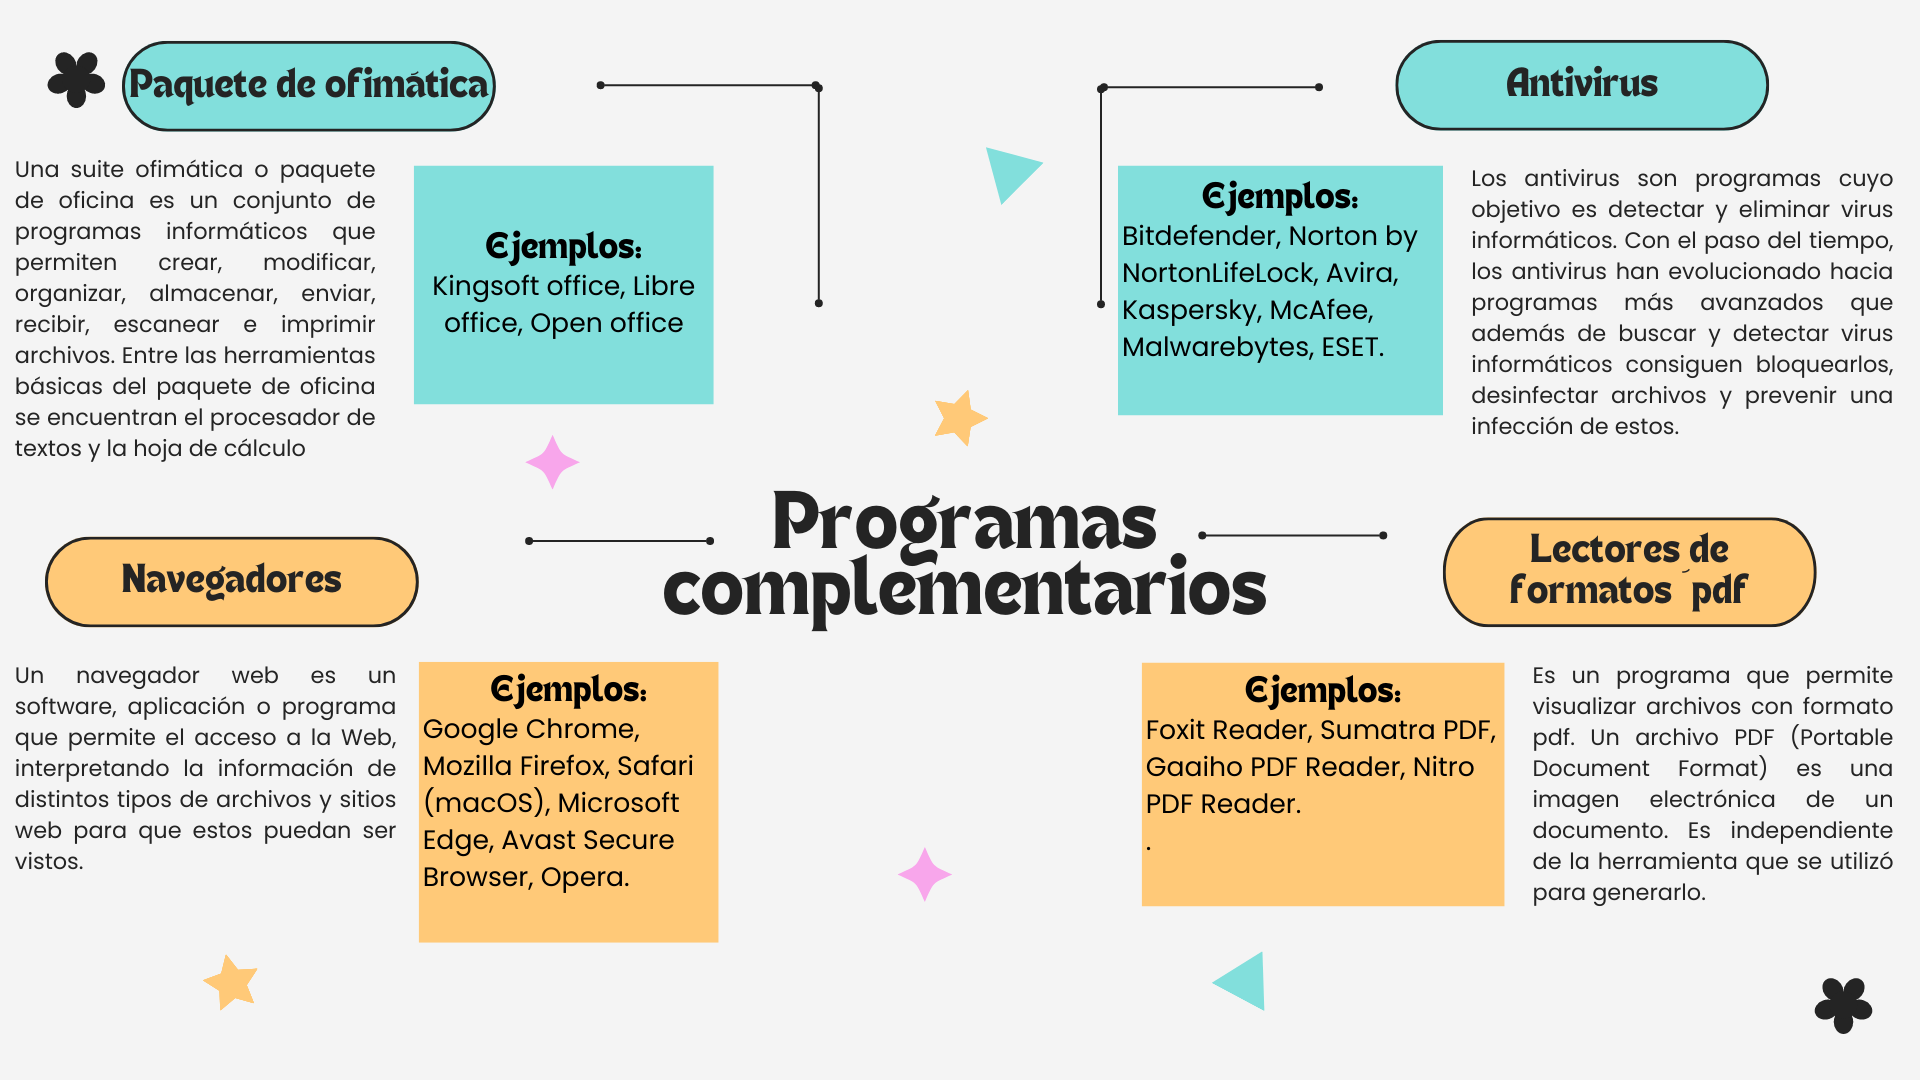 Paquete de ofimática
Una suite ofimática o paquete
de oficina es un conjunto de
programas informáticos que
permiten crear, modificar,
organizar, almacenar, enviar,
recibir, escanear e imprimir
archivos. Entre las herramientas
básicas del paquete de oficina
se encuentran el procesador de
textos y la hoja de cálculo
Ejemplos:
Kingsoft office, Libre
office, Open office
Antivirus
Ejemplos:
Bitdefender, Norton by
NortonLifeLock, Avira,
Kaspersky, McAfee,
Malwarebytes, ESET.
Los antivirus son programas cuyo
objetivo es detectar y eliminar virus
informáticos. Con el paso del tiempo,
los antivirus han evolucionado hacia
programas más avanzados que
además de buscar y detectar virus
informáticos consiguen bloquearlos,
desinfectar archivos y prevenir una
infección de estos.
Programas
complementarios
Navegadores
Un navegador web es un
software, aplicación o programa
que permite el acceso a la Web,
interpretando la información de
distintos tipos de archivos y sitios
web para que estos puedan ser
vistos.
Ejemplos:
Google Chrome,
Mozilla Firefox, Safari
(macOS), Microsoft
Edge, Avast Secure
Browser, Opera.
Lectores de
formatos pdf
Ejemplos:
Foxit Reader, Sumatra PDF,
Gaaiho PDF Reader, Nitro
PDF Reader.
.
Es un programa que permite
visualizar archivos con formato
pdf. Un archivo PDF (Portable
Document Format) es una
imagen electrónica de un
documento. Es independiente
de la herramienta que se utilizó
para generarlo.